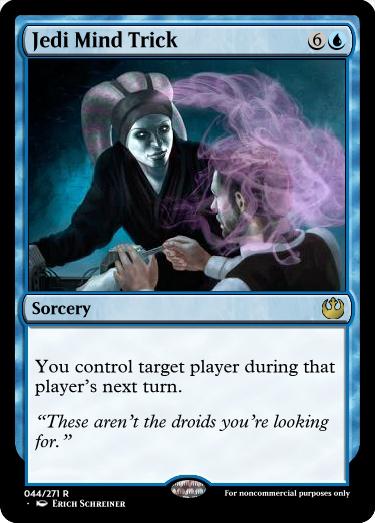 Jedi Mind Trick 6
Sorcery
You control target player during that
player's next turn.
“These aren't the droids you're looking
for.”
044/271 R
For noncommercial purposes only
· Erich Schreiner